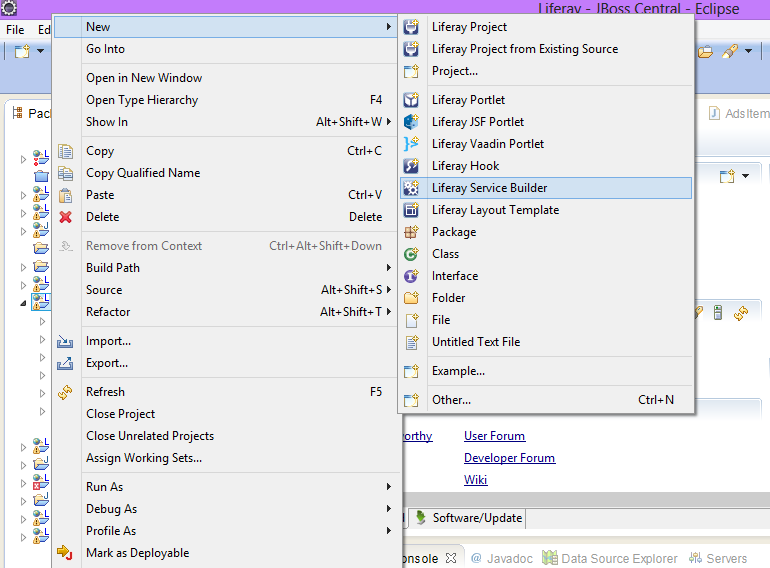 Liferay - JBoss Central - Eclipse
File Ed
New
Go Into
Open in New Window
Open Type Hierarchy F4
Show In Alt+Shift+W
Copy Ctrl+C
Copy Qualified Name
Paste Ctrl+V
Delete Delete
Remove from Context Ctrl+Alt+Shift+Down
Build Path
Source Alt+Shift+S
Refactor Alt+Shift+T
Import...
Export...
Refresh F5
Close Project
Close Unrelated Projects
Assign Working Sets...
Run As
Debug As
Profile As
Mark as Deployable
Liferay Project
Liferay Project from Existing Source
Project...
Liferay Portlet
Liferay JSF Portlet
Liferay Vaadin Portlet
Liferay Hook
Liferay Service Builder
Liferay Layout Template
Package
Class
Interface
Folder
File
Untitled Text File
Example...
Other... Ctrl+N
Pac
AdsItem
worthy User Forum
Developer Forum
Wiki
Software/Update
onsole Javadoc Data Source Explorer Servers